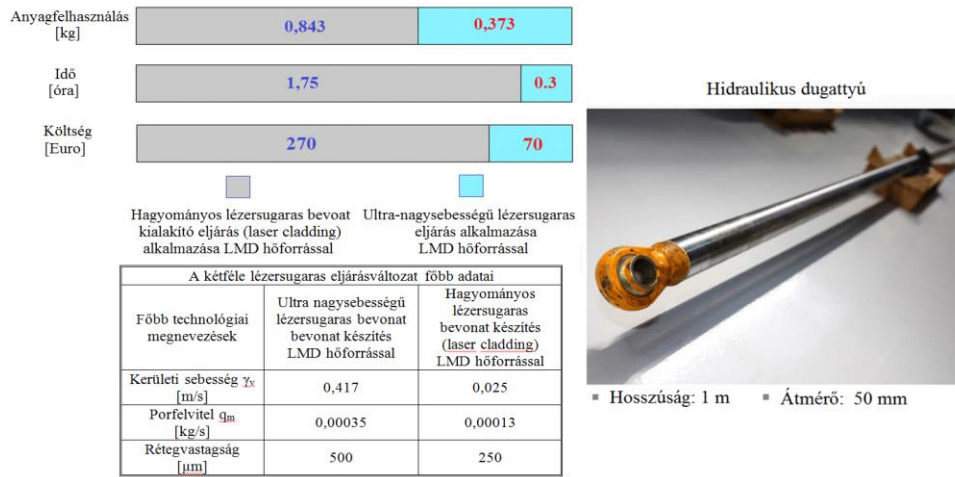 Anyagfelhasználás
[kg]
0,843
0,373
Idő
[óra]
1,75
0.3
Költség
[Euro]
270
70
Hagyományos lézersugaras bevoat
kialakító eljárás (laser cladding)
alkalmazása LMD hőforrással
Ultra-nagysebességű lézersugaras
eljárás alkalmazása
LMD hőforrással
A kétféle lézersugaras eljárásváltozat főbb adatai
Főbb technológiai
megnevezések
Ultra nagysebességű
lézersugaras bevonat
bevonat készítés
LMD hőforrással
Hagyományos
lézersugaras
bevonat készítés
(laser cladding)
LMD hőforrással
Kerületi sebesség γv
[m/s]
0,417
0,025
Porfelvitel qm
[kg/s]
0,00035
0,00013
Rétegvastagság
[µm]
500
250
Hidraulikus dugattyú
▪ Hosszúság: 1 m
▪ Átmérő: 50 mm